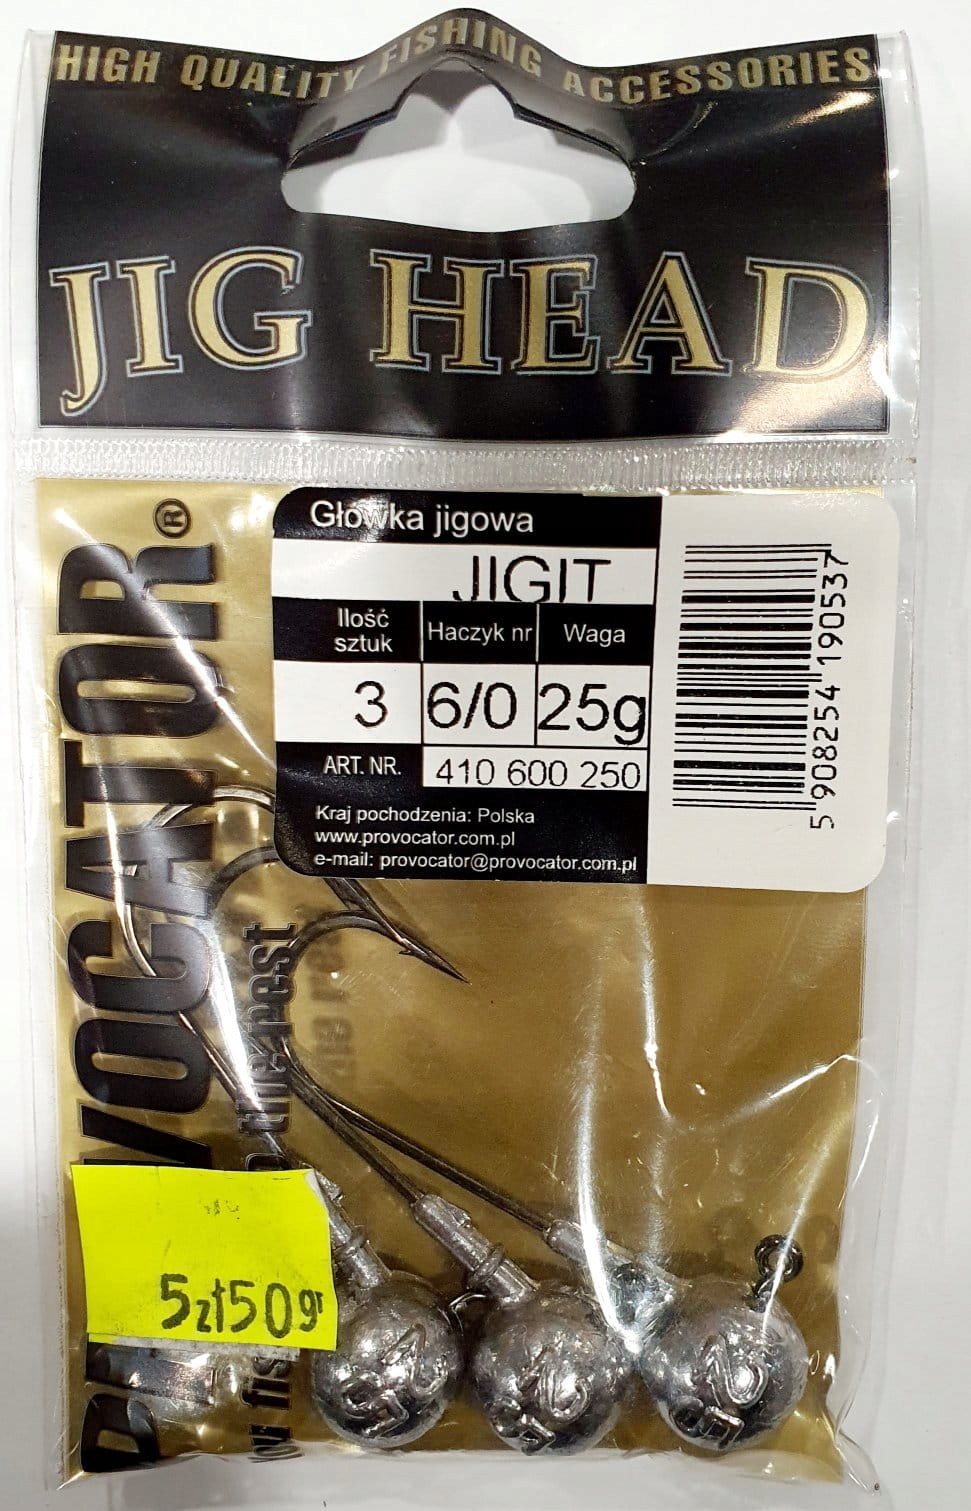 HIGH QUALITY FISHING ACCESSORIES
JIG HEAD
PROVOCATOR®
Główka jigowa
JIGIT
Ilość sztuk
Haczyk nr
Waga
3
6/0
25g
ART. NR.
410 600 250
Kraj pochodzenia: Polska
www.provocator.com.pl
e-mail: provocator@provocator.com.pl
5 908254 190537
5zł50gr